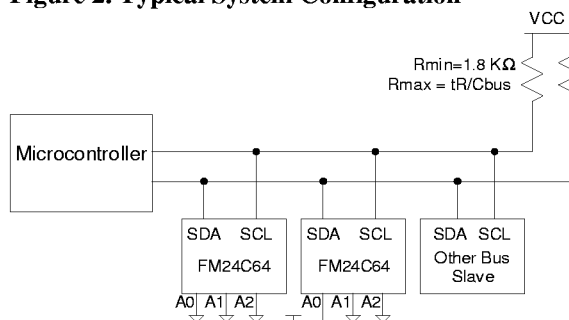 Figure 2. Typical System Configuration
VCC
Rmin=1.8 KΩ
Rmax = tR/Cbus
Microcontroller
SDA SCL
FM24C64
A0 A1 A2
SDA SCL
FM24C64
A0 A1 A2
SDA SCL
Other Bus
Slave